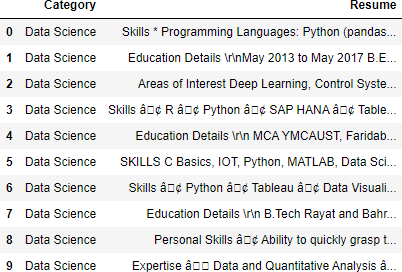 Category Resume
0 Data Science Skills * Programming Languages: Python (pandas...
1 Data Science Education Details \r\nMay 2013 to May 2017 B.E...
2 Data Science Areas of Interest Deep Learning, Control Syste...
3 Data Science Skills â□¢ R â□¢ Python â□¢ SAP HANA â□¢ Table...
4 Data Science Education Details \r\n MCA YMCAUST, Faridab...
5 Data Science SKILLS C Basics, IOT, Python, MATLAB, Data Sci...
6 Data Science Skills â□¢ Python â□¢ Tableau â□¢ Data Visuali...
7 Data Science Education Details \r\n B.Tech Rayat and Bahr...
8 Data Science Personal Skills â□¢ Ability to quickly grasp t...
9 Data Science Expertise â□□ Data and Quantitative Analysis â...